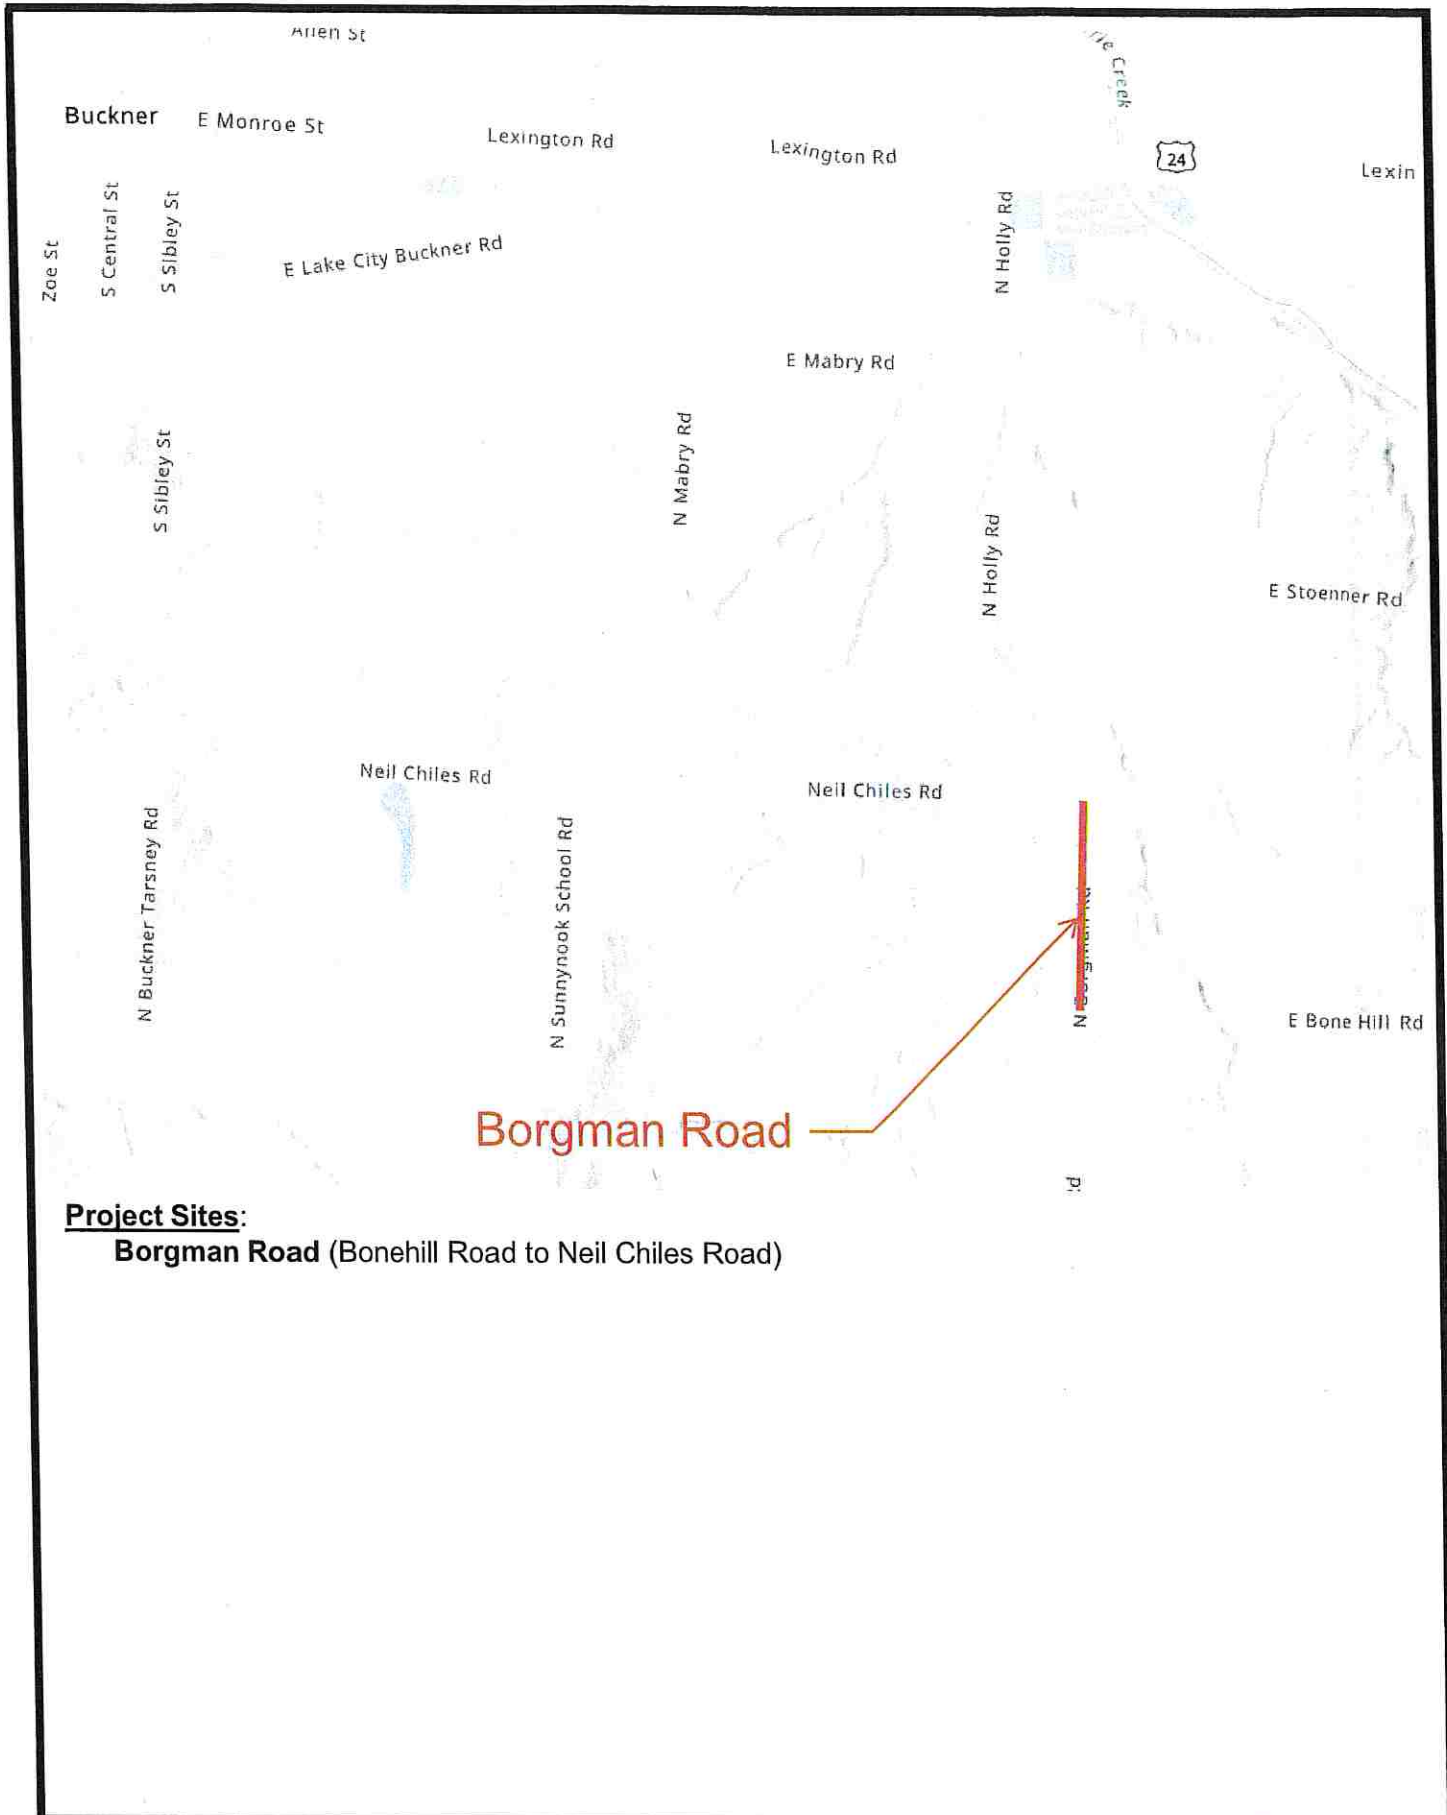 Allen St
Creek
Buckner
E Monroe St
Lexington Rd
Lexington Rd
24
Lexin
Zoe St
S Central St
S Sibley St
E Lake City Buckner Rd
N Holly Rd
E Mabry Rd
S Sibley St
N Mabry Rd
N Holly Rd
E Stoenner Rd
Neil Chiles Rd
Neil Chiles Rd
N Buckner Tarsney Rd
N Sunnynook School Rd
N Borgman Rd
E Bone Hill Rd
Borgman Road
Project Sites:
Borgman Road (Bonehill Road to Neil Chiles Road)